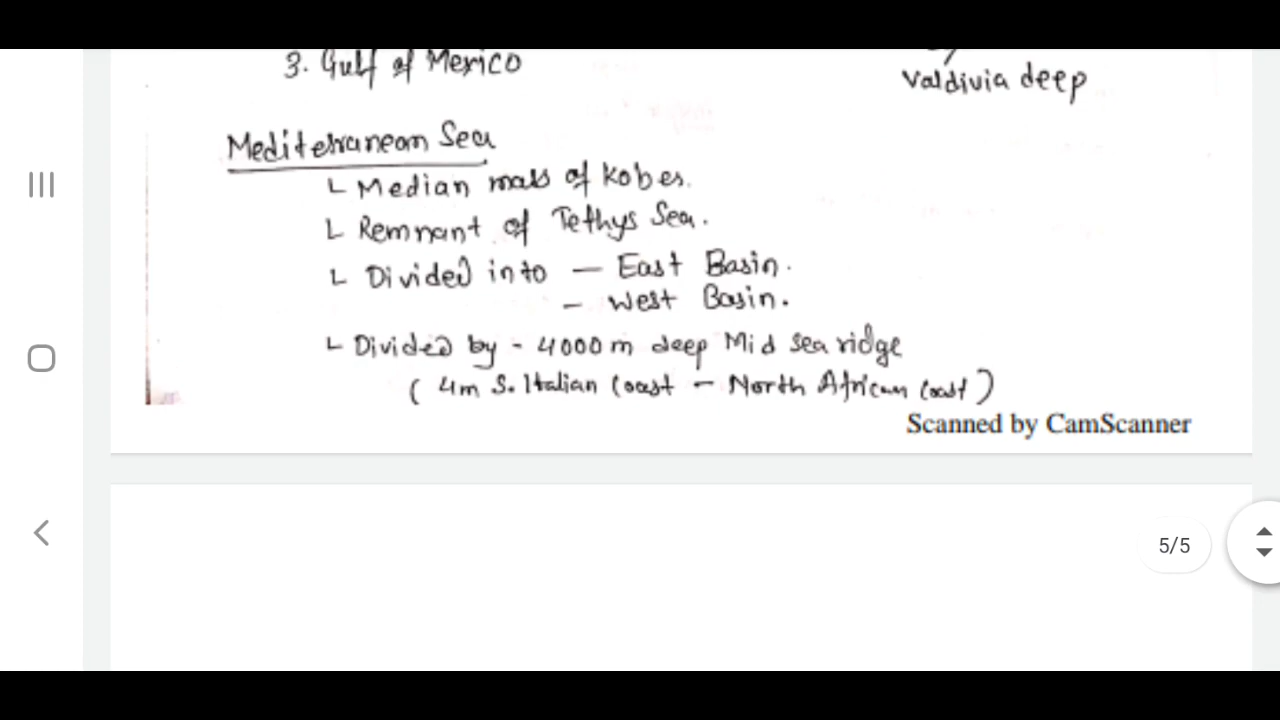 3. Gulf of Mexico
Valdivia deep
Mediterranean Sea
Median mass of Kober.
Remnant of Tethys Sea.
Divided into — East Basin.
– West Basin.
Divided by - 4000 m deep Mid sea ridge
( 4m S. Italian Coast – North African Coast )
Scanned by CamScanner
5/5